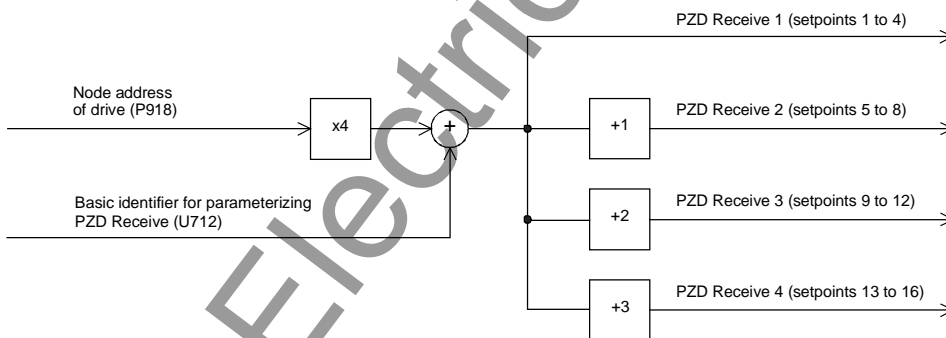 PZD Receive 1 (setpoints 1 to 4)
Node address
of drive (P918)
x4
+
+1
PZD Receive 2 (setpoints 5 to 8)
Basic identifier for parameterizing
PZD Receive (U712)
+2
PZD Receive 3 (setpoints 9 to 12)
+3
PZD Receive 4 (setpoints 13 to 16)
Electric